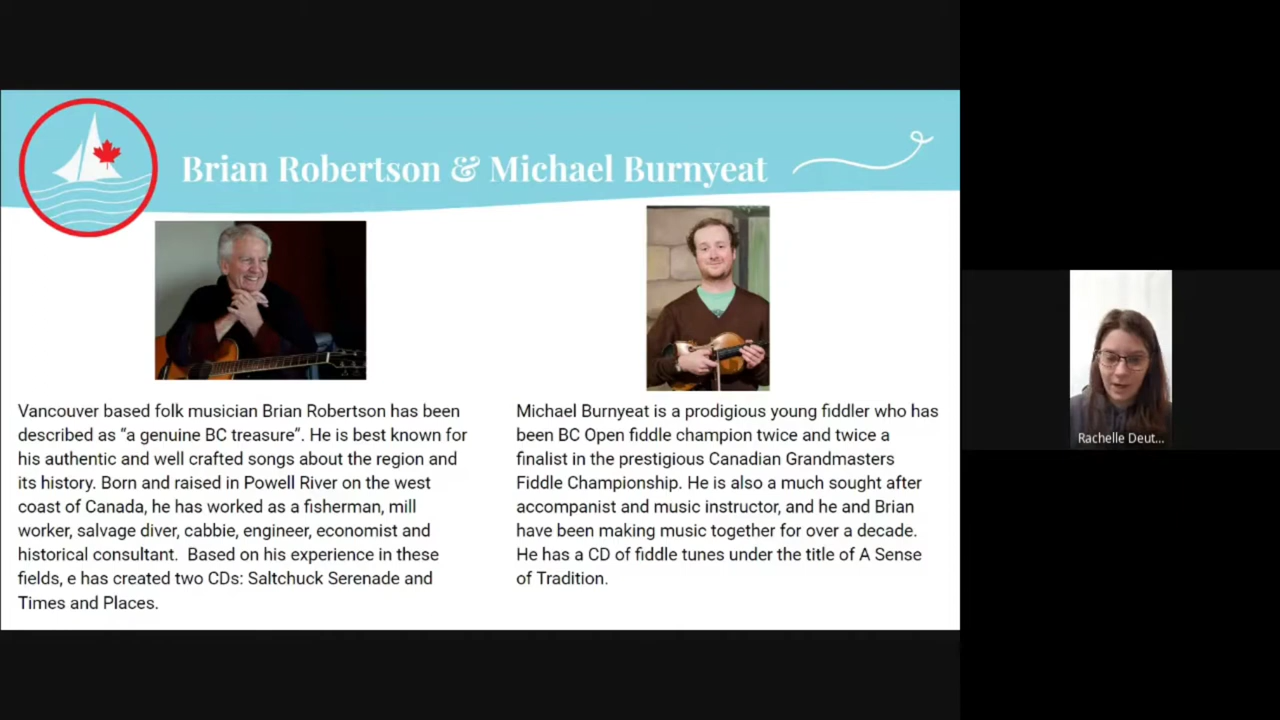 Brian Robertson & Michael Burnyeat
Vancouver based folk musician Brian Robertson has been
described as “a genuine BC treasure”. He is best known for
his authentic and well crafted songs about the region and
its history. Born and raised in Powell River on the west
coast of Canada, he has worked as a fisherman, mill
worker, salvage diver, cabbie, engineer, economist and
historical consultant.  Based on his experience in these
fields, e has created two CDs: Saltchuck Serenade and
Times and Places.
Michael Burnyeat is a prodigious young fiddler who has
been BC Open fiddle champion twice and twice a
finalist in the prestigious Canadian Grandmasters
Fiddle Championship. He is also a much sought after
accompanist and music instructor, and he and Brian
have been making music together for over a decade.
He has a CD of fiddle tunes under the title of A Sense
of Tradition.
Rachelle Deut...